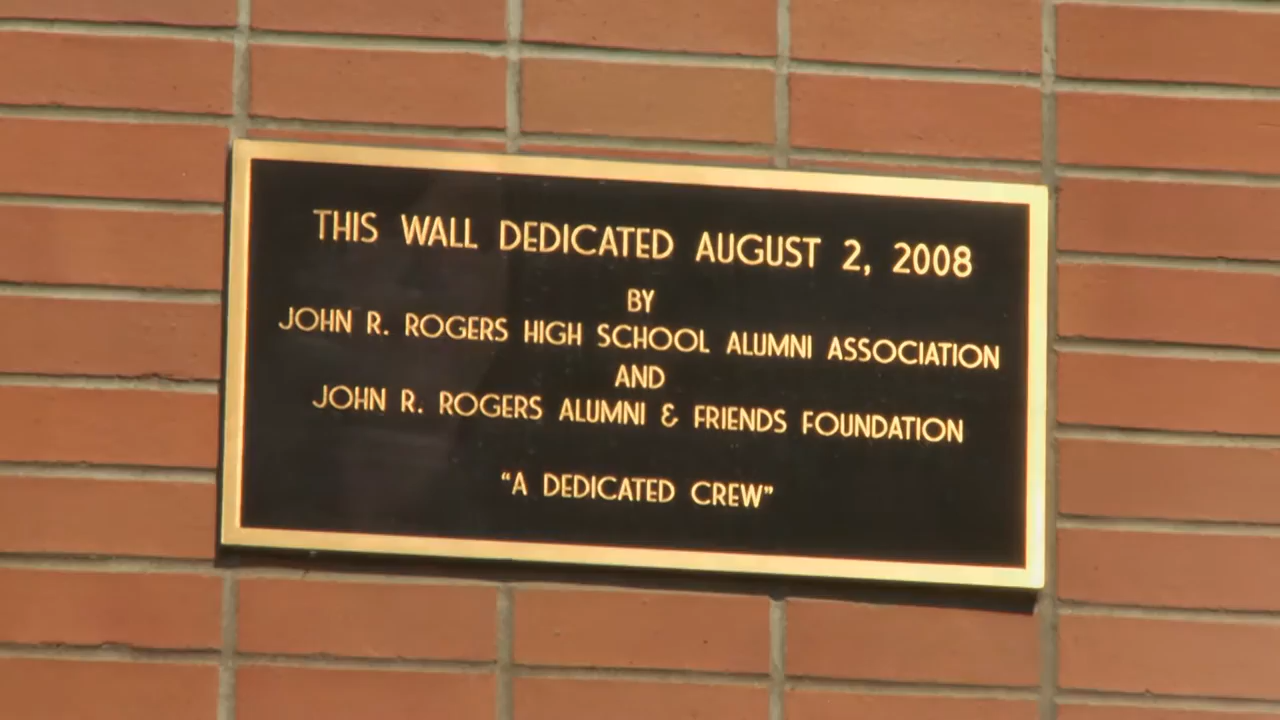 THIS WALL DEDICATED AUGUST 2, 2008
BY
JOHN R. ROGERS HIGH SCHOOL ALUMNI ASSOCIATION
AND
JOHN R. ROGERS ALUMNI & FRIENDS FOUNDATION
“A DEDICATED CREW”